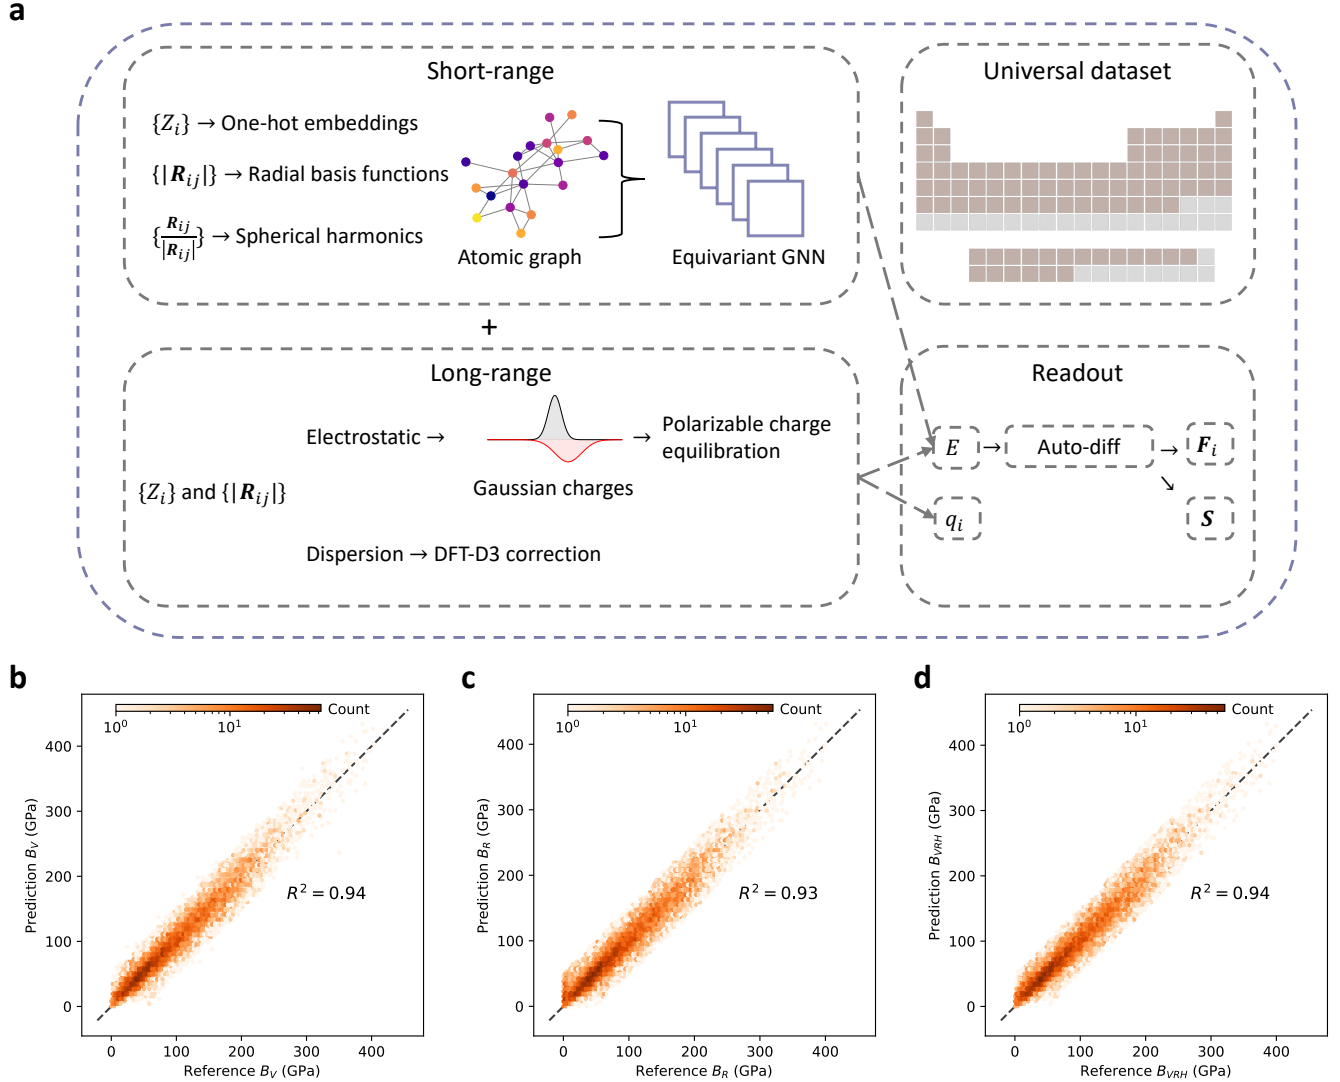 a
Short-range
{Z_i} → One-hot embeddings
{|R_ij|} → Radial basis functions
{R_ij/|R_ij|} → Spherical harmonics
Atomic graph
Equivariant GNN
Universal dataset
+
Long-range
Electrostatic →
Gaussian charges
→ Polarizable charge
equilibration
{Z_i} and {|R_ij|}
Dispersion → DFT-D3 correction
Readout
E → Auto-diff → F_i
↘
q_i
S
b
Count
10^0 10^1
400
300
200
100
0
Prediction B_V (GPa)
R^2 = 0.94
0 100 200 300 400
Reference B_V (GPa)
c
Count
10^0 10^1
400
300
200
100
0
Prediction B_R (GPa)
R^2 = 0.93
0 100 200 300 400
Reference B_R (GPa)
d
Count
10^0 10^1
400
300
200
100
0
Prediction B_VRH (GPa)
R^2 = 0.94
0 100 200 300 400
Reference B_VRH (GPa)